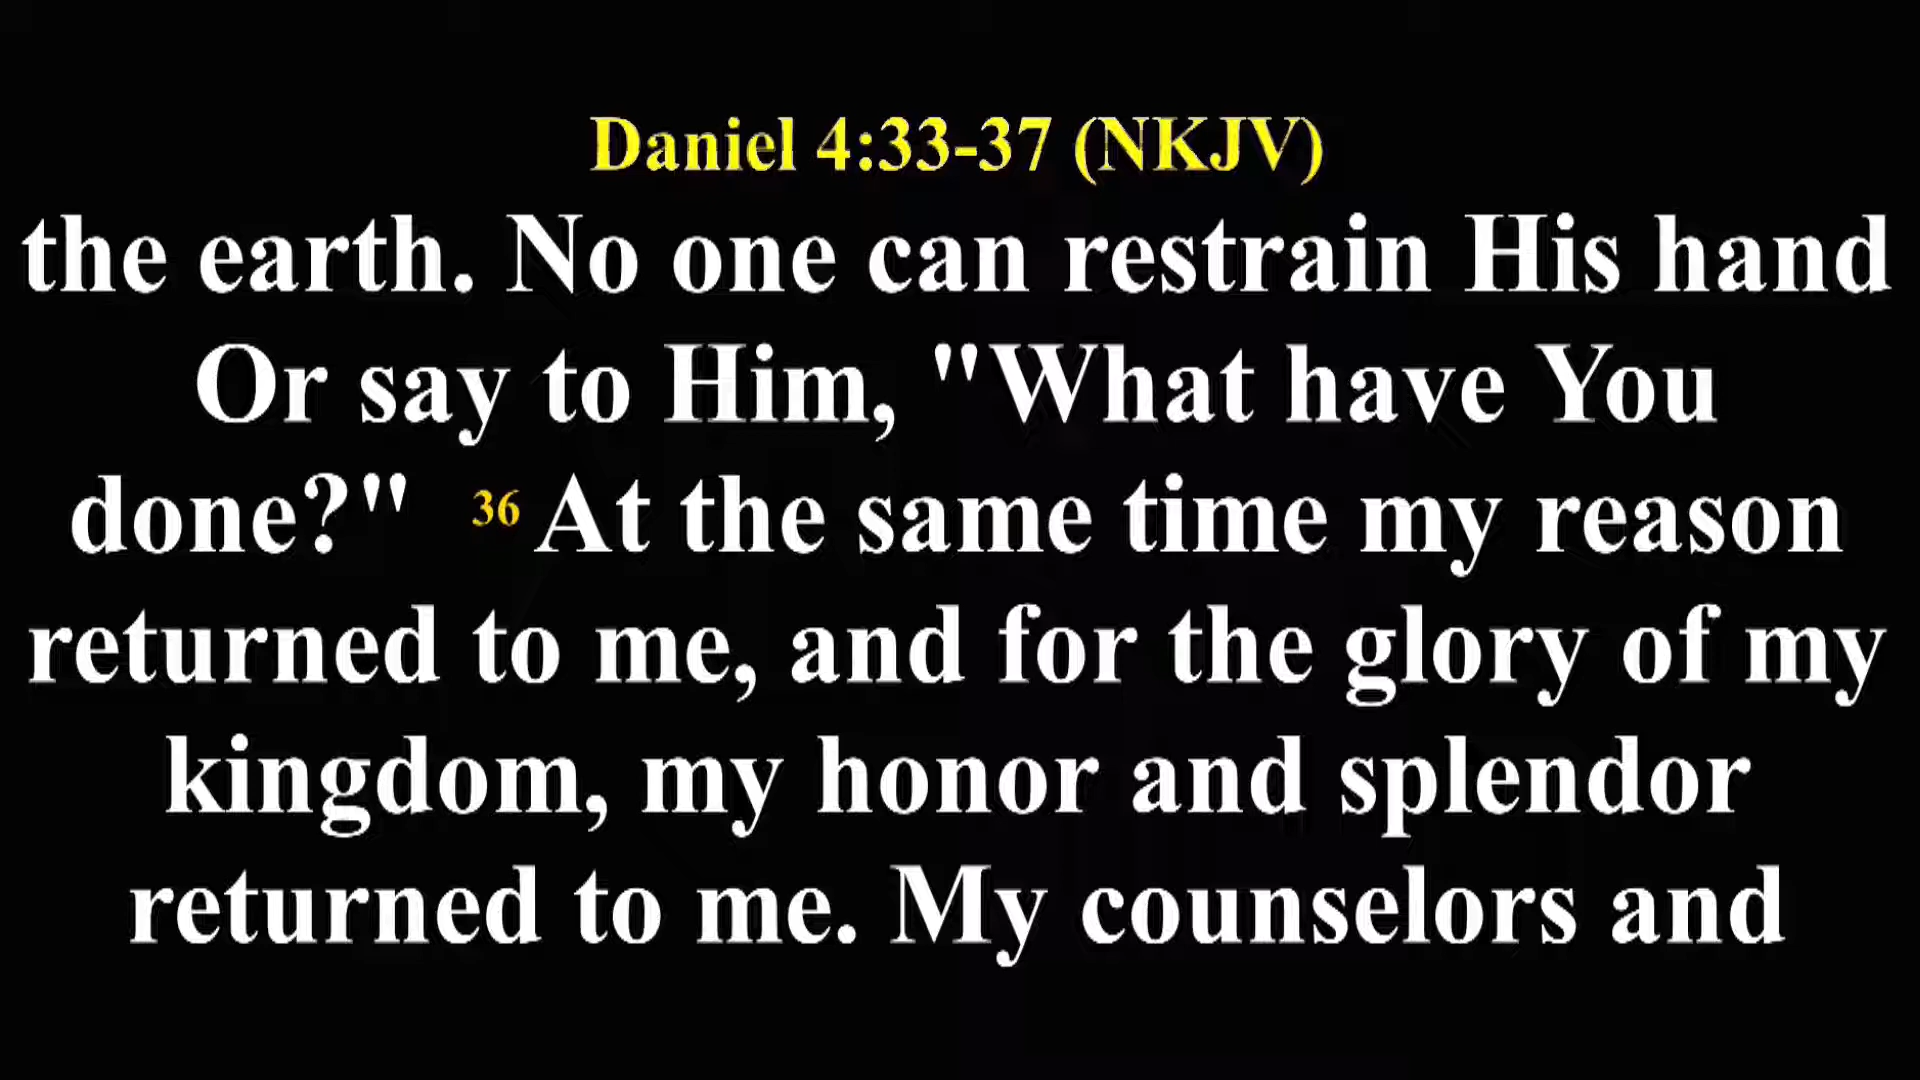 Daniel 4:33-37 (NKJV)
the earth. No one can restrain His hand
Or say to Him, "What have You
done?" 36 At the same time my reason
returned to me, and for the glory of my
kingdom, my honor and splendor
returned to me. My counselors and